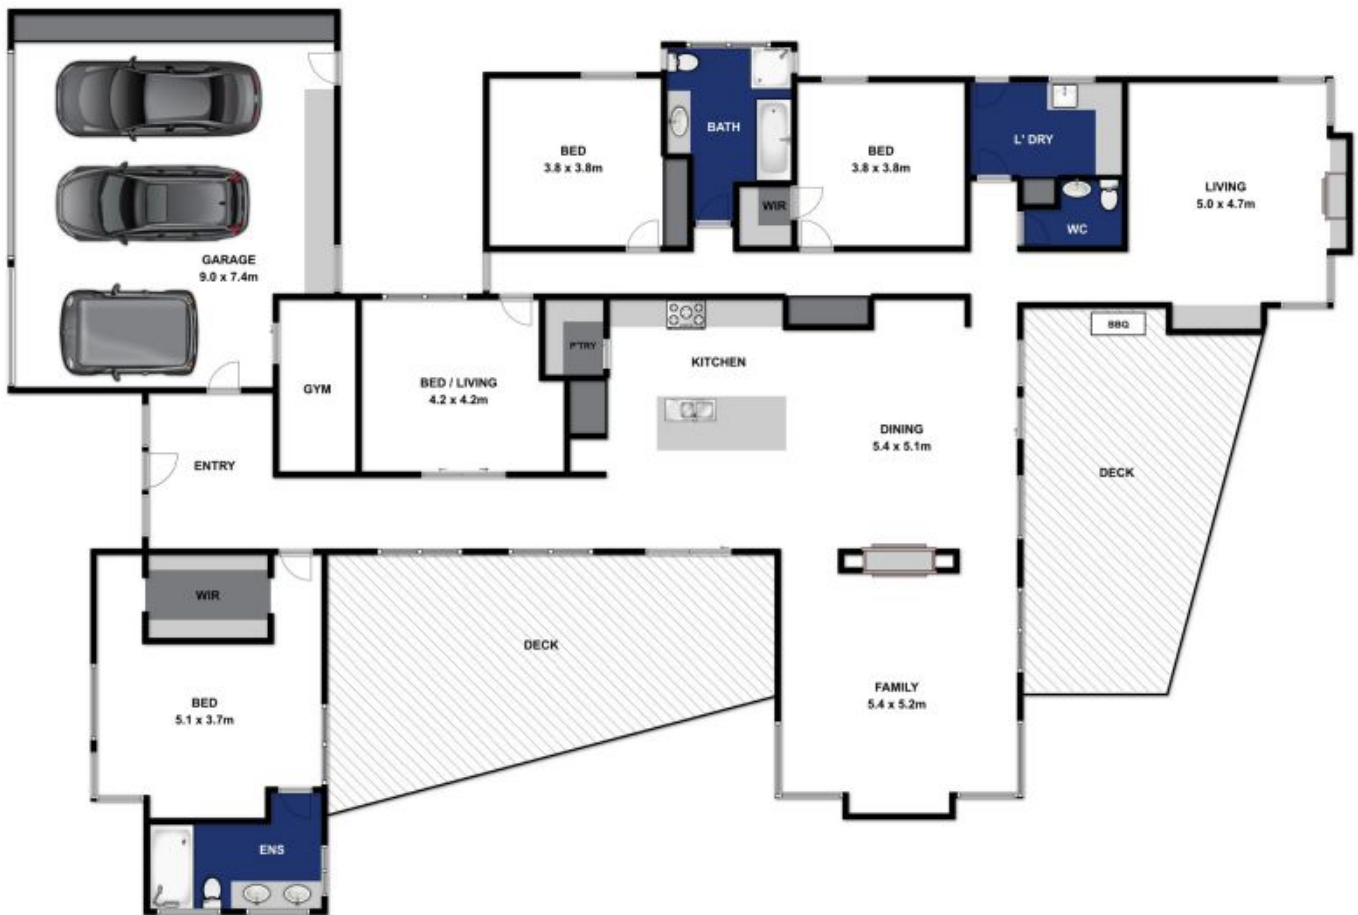 BATH
BED
3.8 x 3.8m
BED
3.8 x 3.8m
L' DRY
LIVING
5.0 x 4.7m
WIR
WC
GARAGE
9.0 x 7.4m
BBQ
P'TRY
KITCHEN
GYM
BED / LIVING
4.2 x 4.2m
DINING
5.4 x 5.1m
ENTRY
DECK
WIR
DECK
BED
5.1 x 3.7m
FAMILY
5.4 x 5.2m
ENS